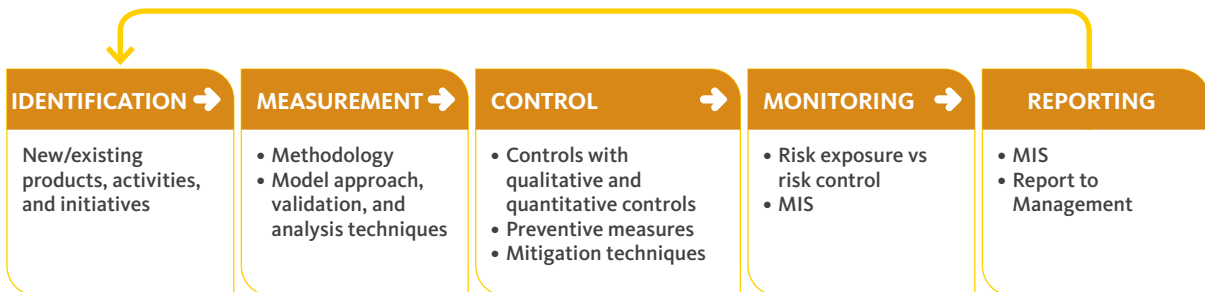 IDENTIFICATION
New/existing
products, activities,
and initiatives
MEASUREMENT
• Methodology
• Model approach,
validation, and
analysis techniques
CONTROL
• Controls with
qualitative and
quantitative controls
• Preventive measures
• Mitigation techniques
MONITORING
• Risk exposure vs
risk control
• MIS
REPORTING
• MIS
• Report to
Management